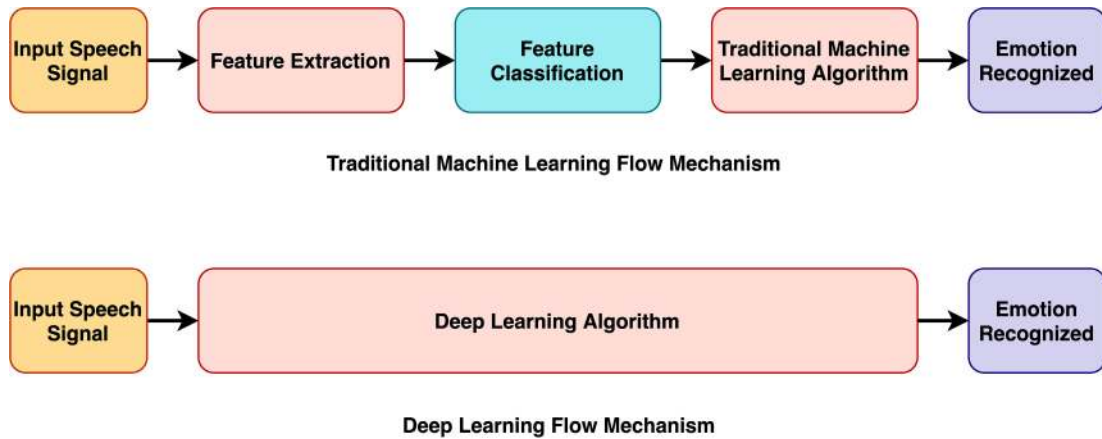 Input Speech
Signal
Feature Extraction
Feature
Classification
Traditional Machine
Learning Algorithm
Emotion
Recognized
Traditional Machine Learning Flow Mechanism
Input Speech
Signal
Deep Learning Algorithm
Emotion
Recognized
Deep Learning Flow Mechanism